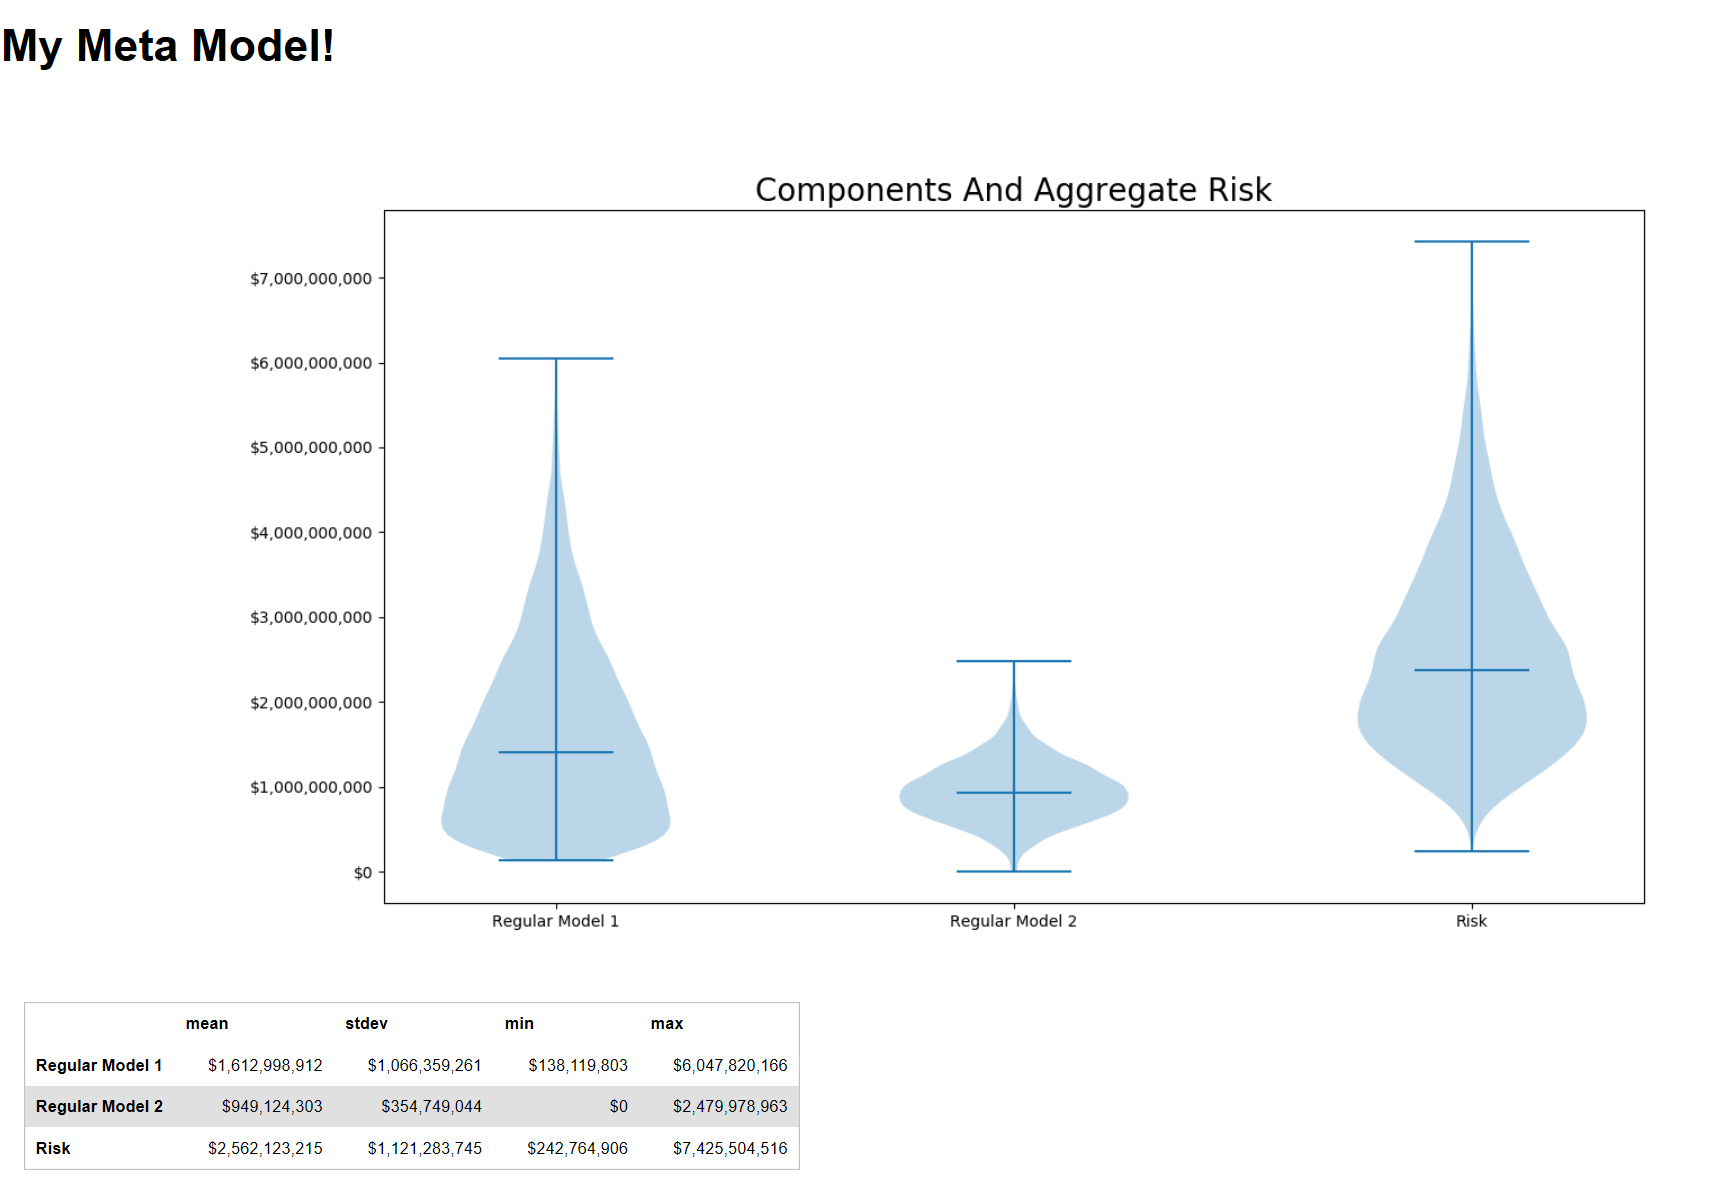 My Meta Model!
Components And Aggregate Risk
$7,000,000,000
$6,000,000,000
$5,000,000,000
$4,000,000,000
$3,000,000,000
$2,000,000,000
$1,000,000,000
$0
Regular Model 1 Regular Model 2 Risk
mean stdev min max
Regular Model 1 $1,612,998,912 $1,066,359,261 $138,119,803 $6,047,820,166
Regular Model 2 $949,124,303 $354,749,044 $0 $2,479,978,963
Risk $2,562,123,215 $1,121,283,745 $242,764,906 $7,425,504,516